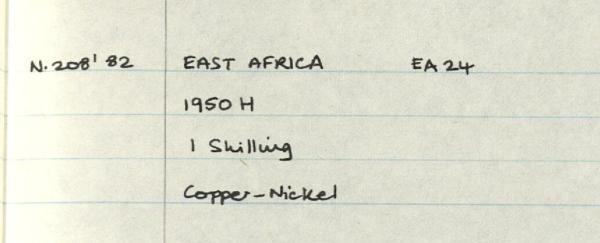 N. 208' 82 EAST AFRICA EA 24
1950 H
1 Shilling
Copper-Nickel